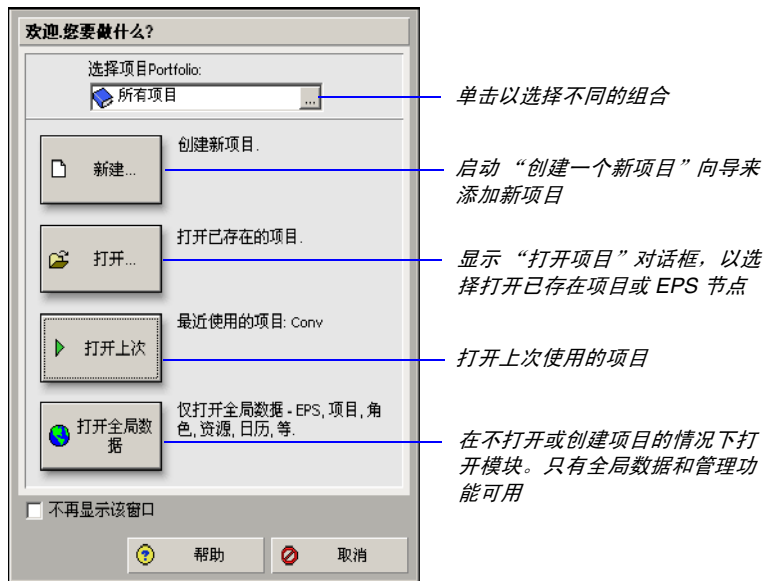 欢迎.您要做什么?
选择项目Portfolio:
所有项目
...
单击以选择不同的组合
新建...
创建新项目.
启动 “创建一个新项目”向导来
添加新项目
打开...
打开已存在的项目.
显示 “打开项目”对话框，以选
择打开已存在项目或 EPS 节点
打开上次
最近使用的项目: Conv
打开上次使用的项目
打开全局数
据
仅打开全局数据 - EPS, 项目, 角
色, 资源, 日历, 等.
在不打开或创建项目的情况下打
开模块。只有全局数据和管理功
能可用
不再显示该窗口
帮助
取消